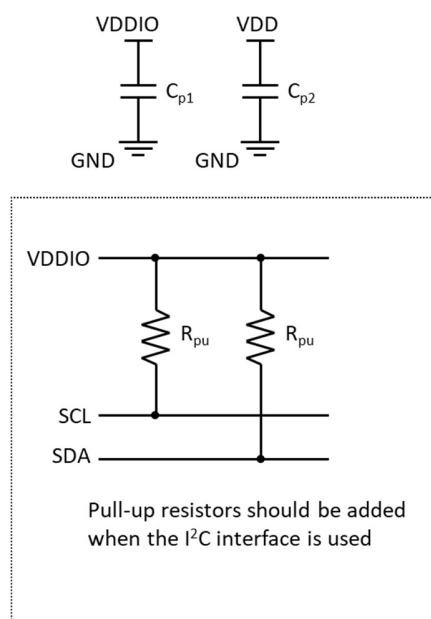 VDDIO VDD
Cp1 Cp2
GND GND
VDDIO
Rpu Rpu
SCL
SDA
Pull-up resistors should be added
when the I²C interface is used